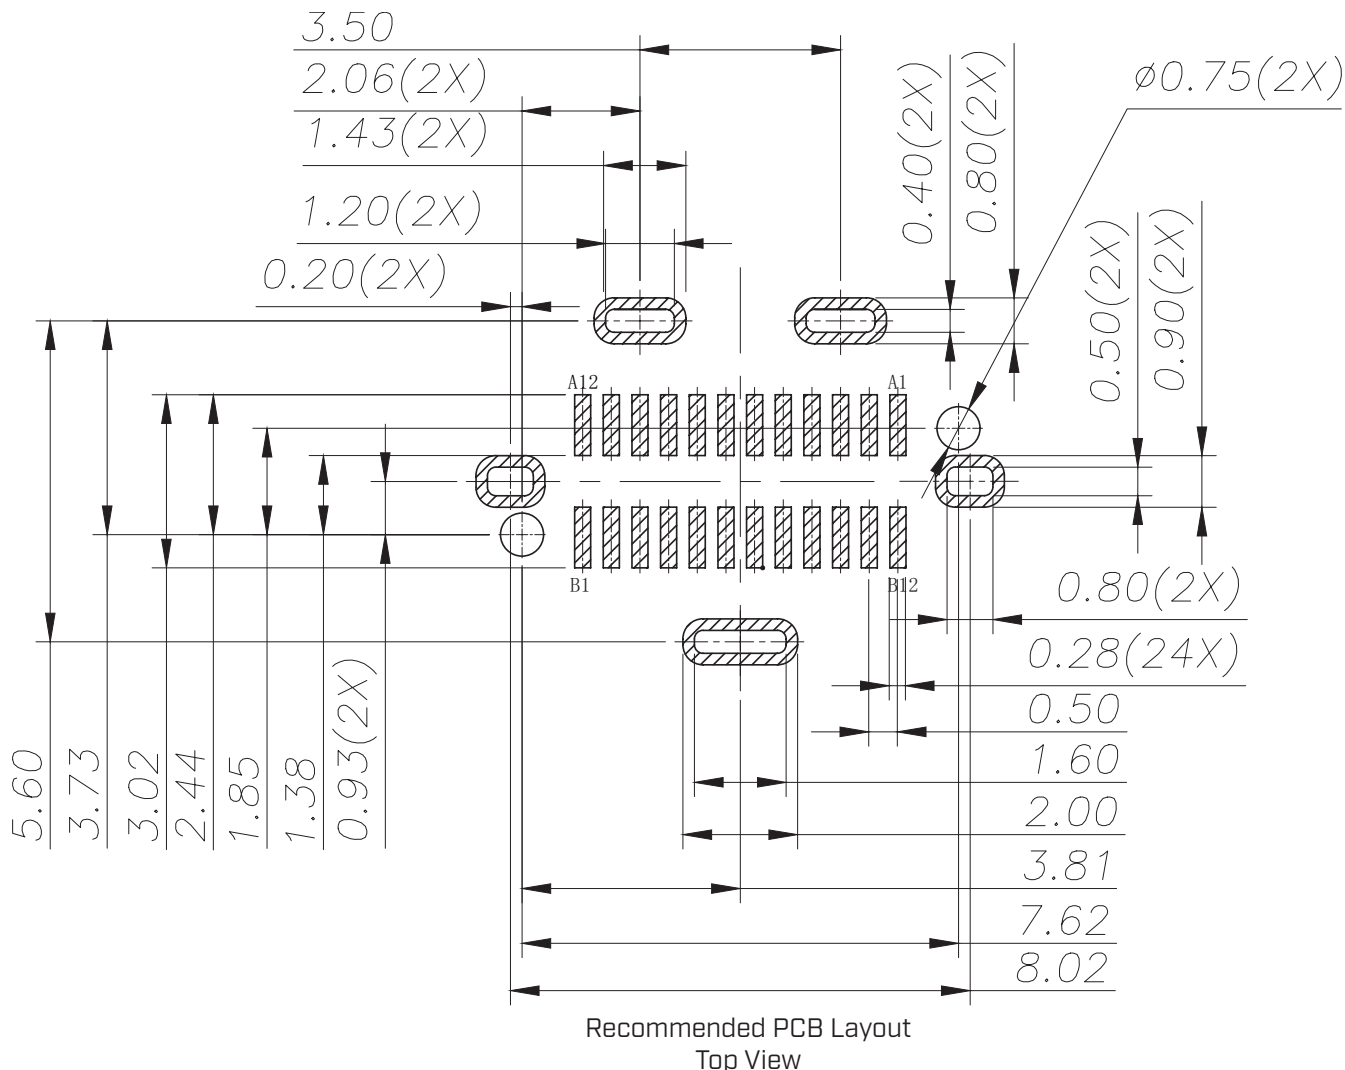 3.50
2.06(2X)
1.43(2X)
1.20(2X)
0.20(2X)
0.40(2X)
0.80(2X)
ø0.75(2X)
0.50(2X)
0.90(2X)
A12
A1
B1
B12
0.80(2X)
0.28(24X)
0.50
1.60
2.00
3.81
7.62
8.02
5.60
3.73
3.02
2.44
1.85
1.38
0.93(2X)
Recommended PCB Layout
Top View